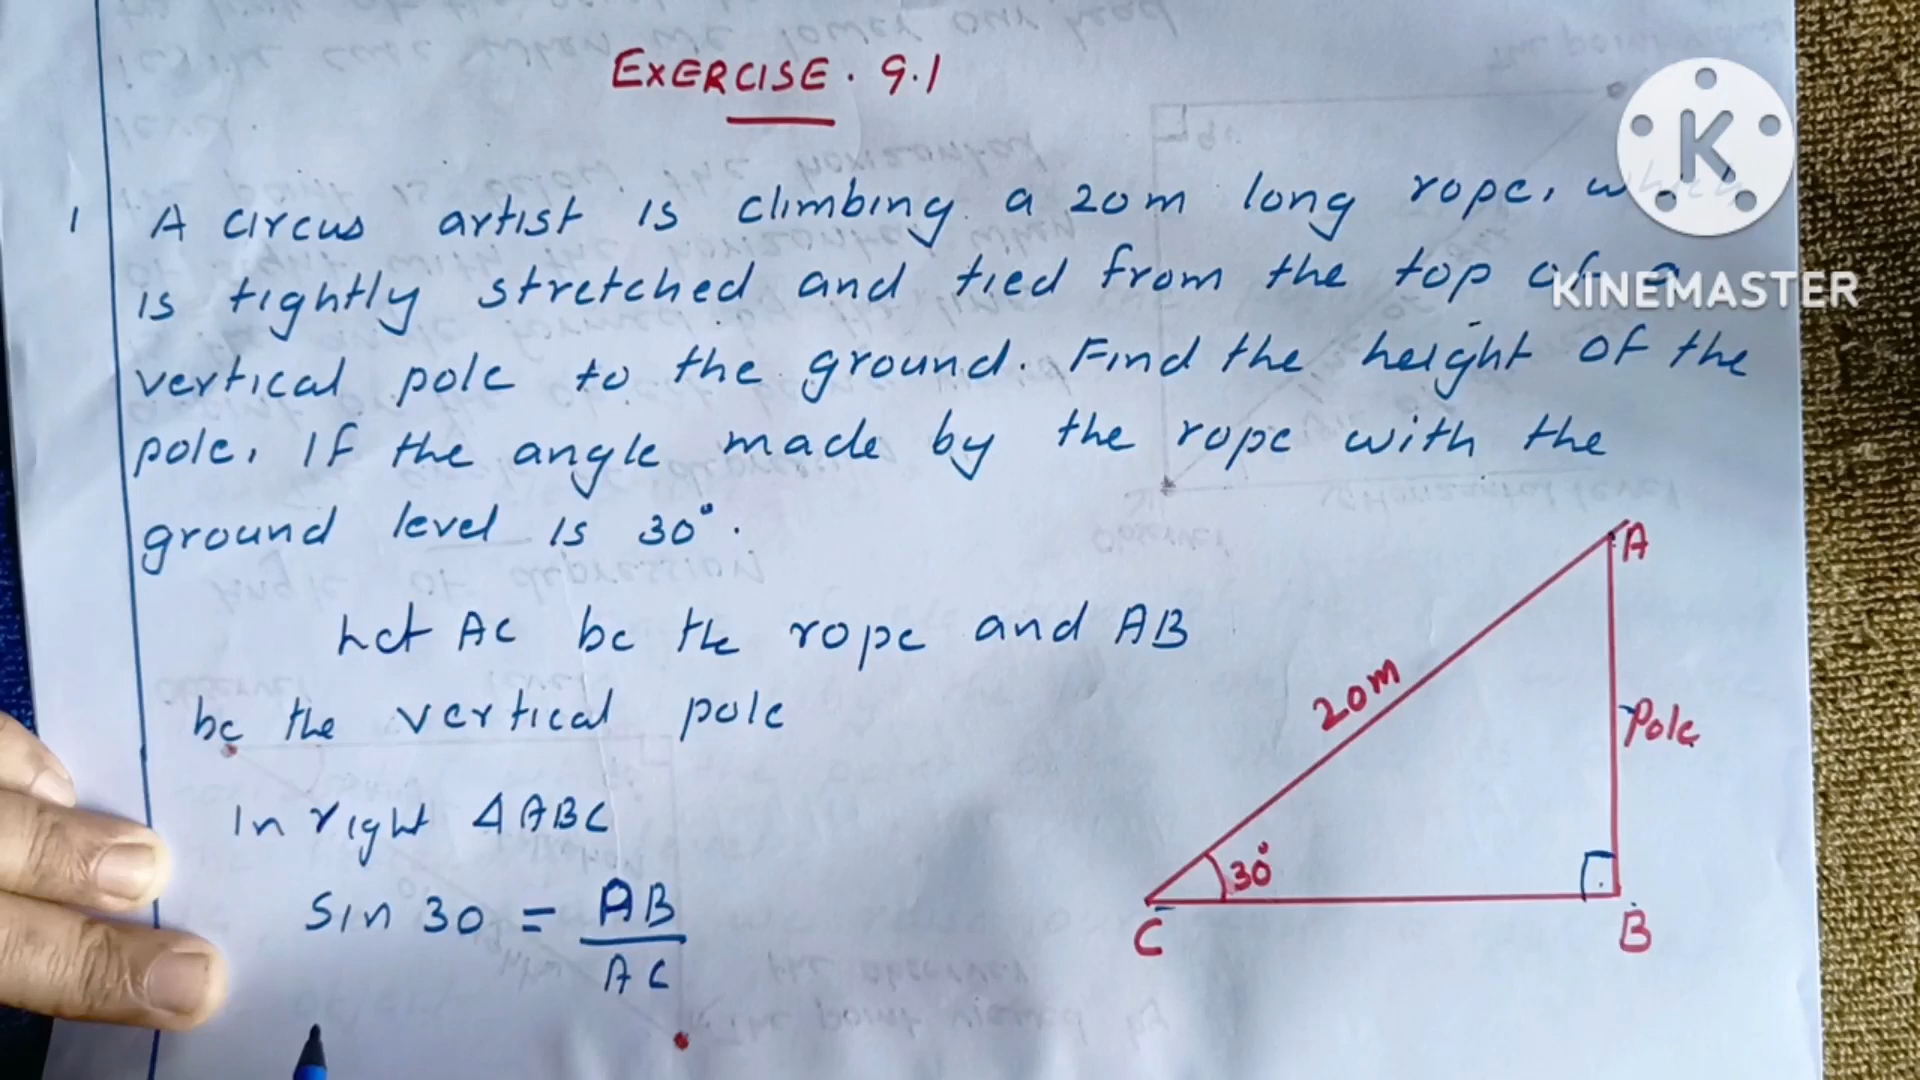 EXERCISE. 9.1
1 A circus artist is climbing a 20m long rope, which
is tightly stretched and tied from the top of a
vertical pole to the ground. Find the height of the
pole, If the angle made by the rope with the
ground level is 30°.
Let AC be the rope and AB
be the vertical pole
In right △ABC
Sin 30 = AB
AC
A
20m
Pole
30°
C
B
K
KINEMASTER